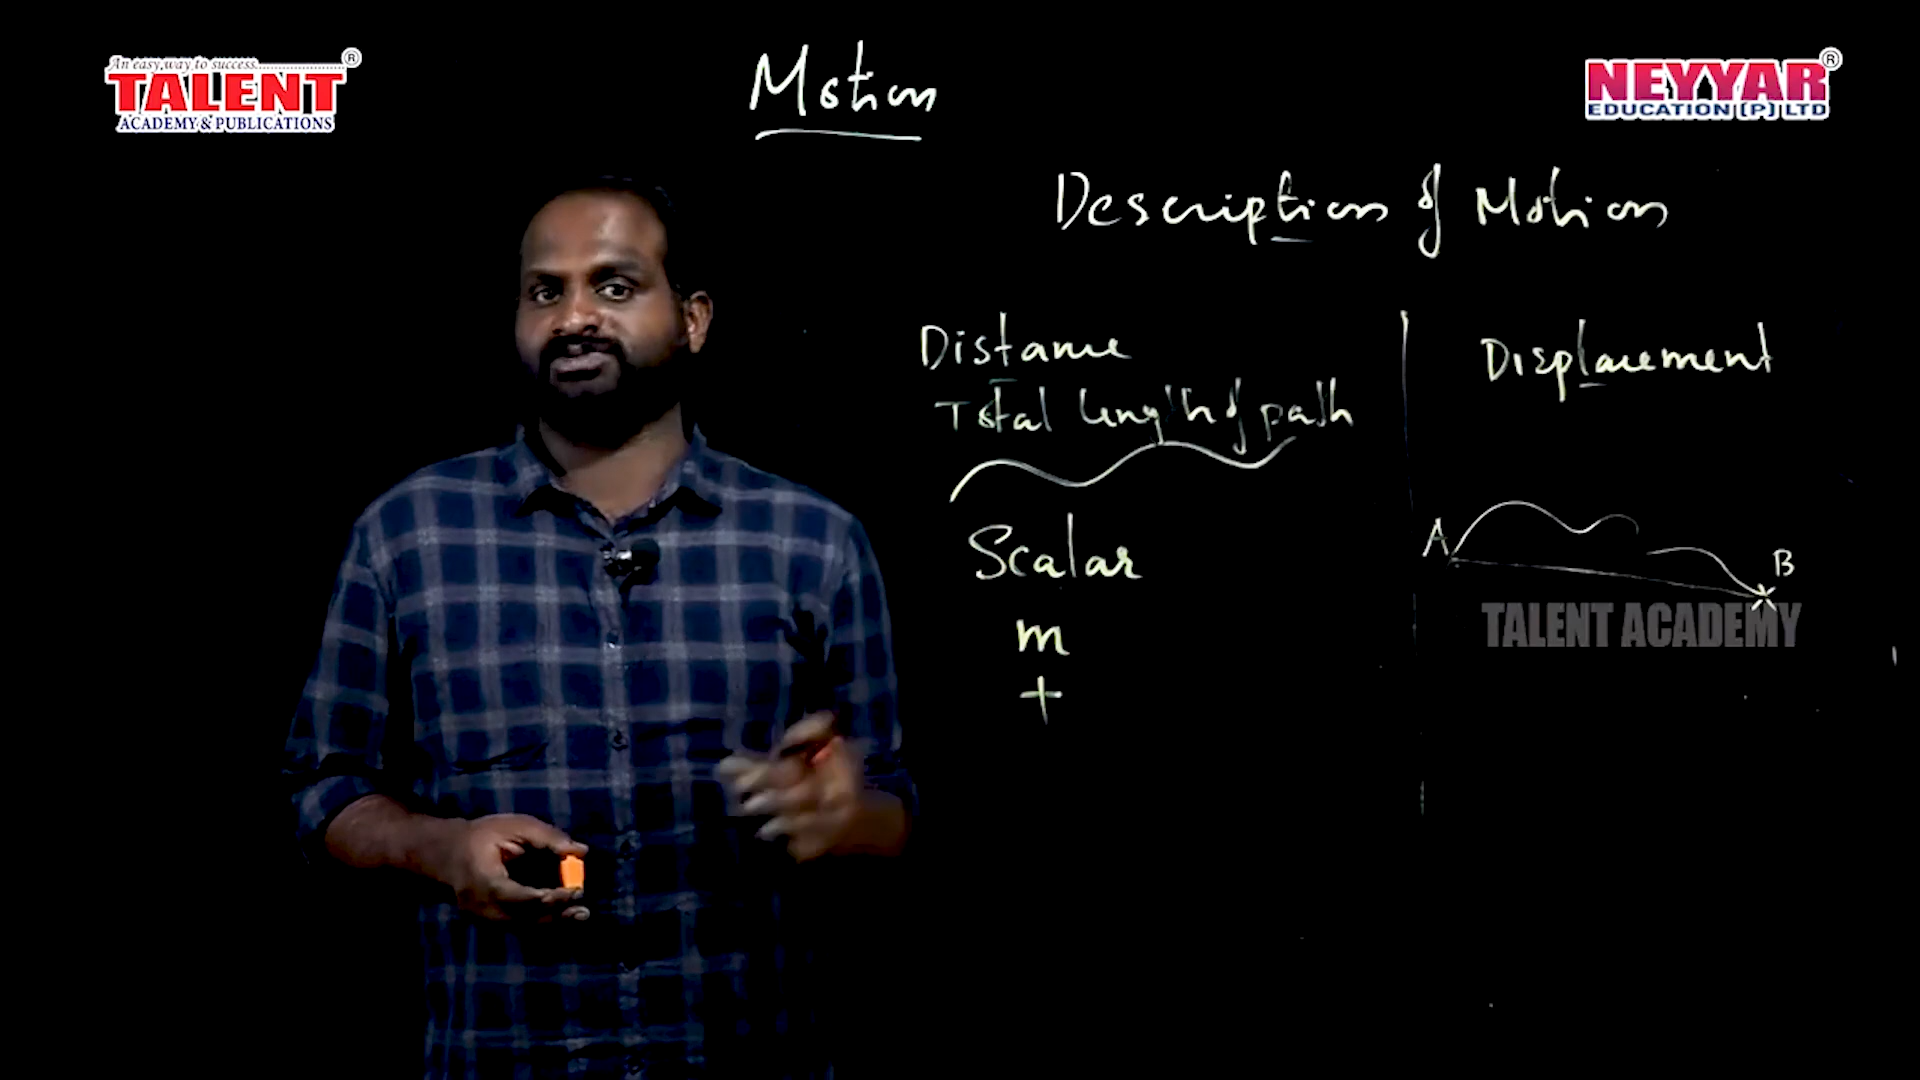 An easy way to success
TALENT®
ACADEMY & PUBLICATIONS
Motion
NEYYAR®
EDUCATION (P) LTD
Description of Motion
Distance
Total length of path
Scalar
m
+
Displacement
A
B
TALENT ACADEMY